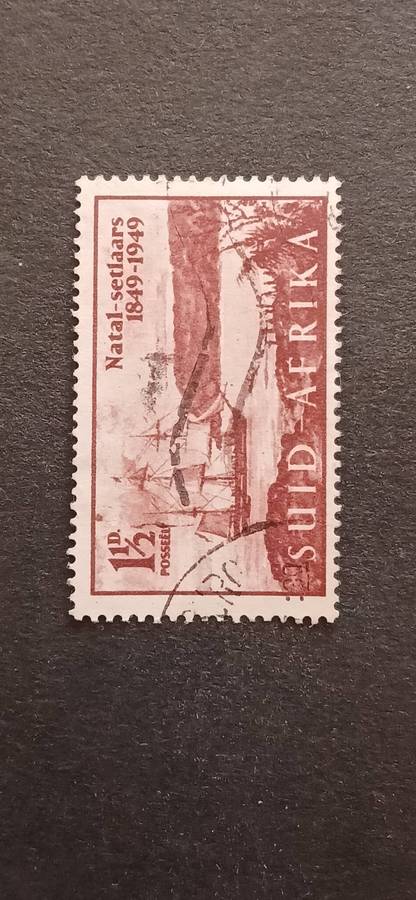 Natal-setlaars
1849-1949
1½D.
POSSEËL
SUID-AFRIKA